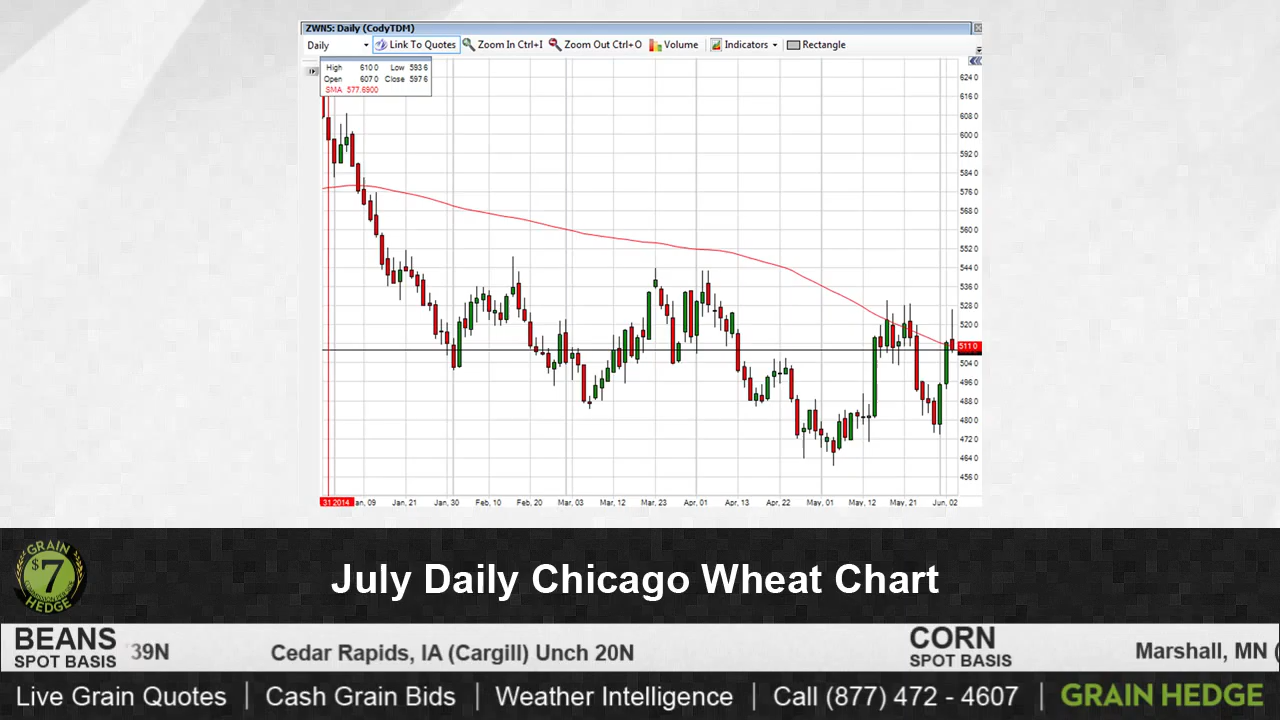 ZWN5: Daily (CodyTDM)
Daily Link To Quotes Zoom In Ctrl+I Zoom Out Ctrl+O Volume Indicators Rectangle
High 610 0 Low 593 6
Open 607 0 Close 597 6
SMA 577.6900
624 0
616 0
608 0
600 0
592 0
584 0
576 0
568 0
560 0
552 0
544 0
536 0
528 0
520 0
511 0
504 0
496 0
488 0
480 0
472 0
464 0
456 0
31 2014 an, 09 Jan, 21 Jan, 30 Feb, 10 Feb, 20 Mar, 03 Mar, 12 Mar, 23 Apr, 01 Apr, 13 Apr, 22 May, 01 May, 12 May, 21 Jun, 02
GRAIN
$7
HEDGE
July Daily Chicago Wheat Chart
BEANS
SPOT BASIS
39N
Cedar Rapids, IA (Cargill) Unch 20N
CORN
SPOT BASIS
Marshall, MN (
Live Grain Quotes | Cash Grain Bids | Weather Intelligence | Call (877) 472 - 4607 | GRAIN HEDGE